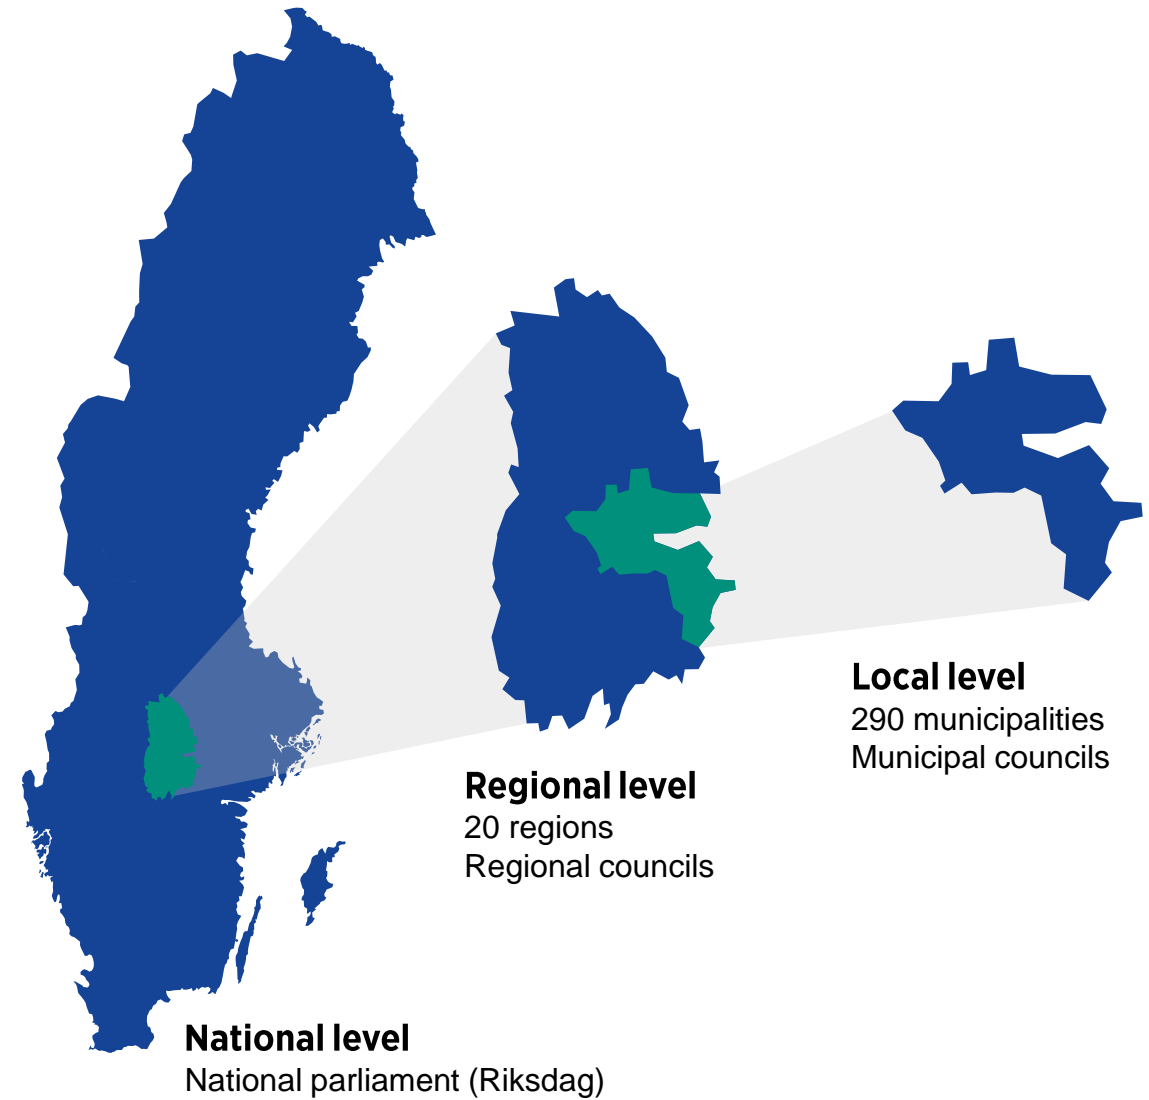 Local level
290 municipalities
Municipal councils
Regional level
20 regions
Regional councils
National level
National parliament (Riksdag)